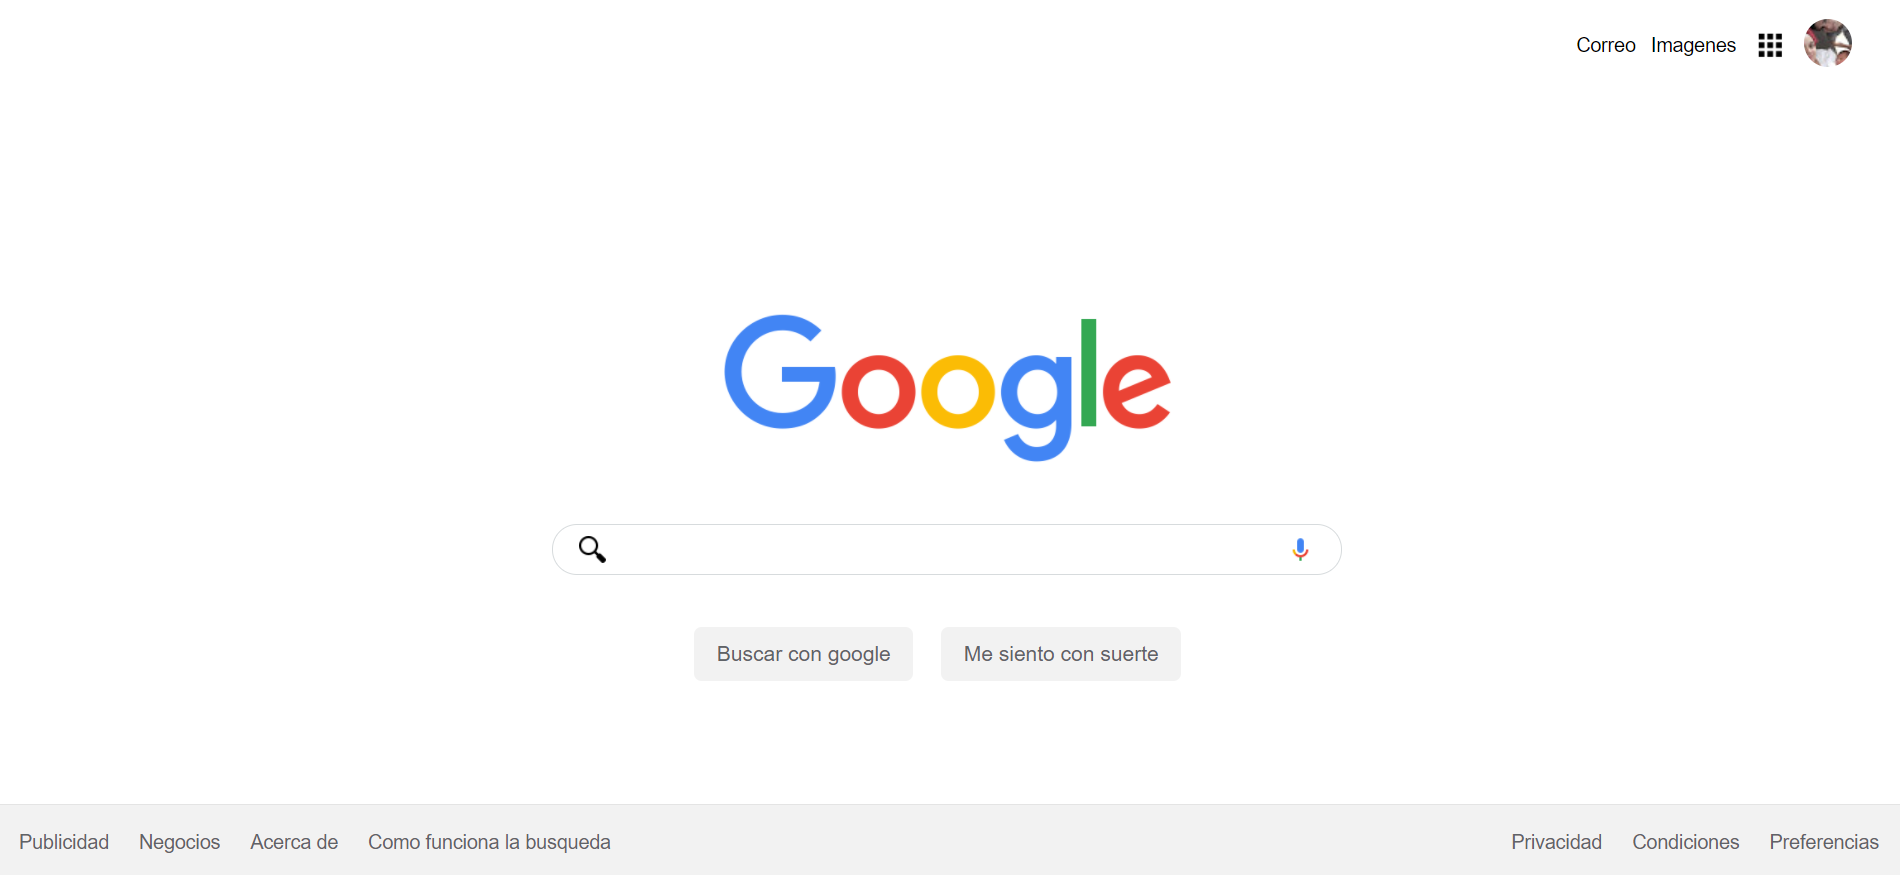 Correo Imagenes
Google
Buscar con google Me siento con suerte
Publicidad Negocios Acerca de Como funciona la busqueda Privacidad Condiciones Preferencias